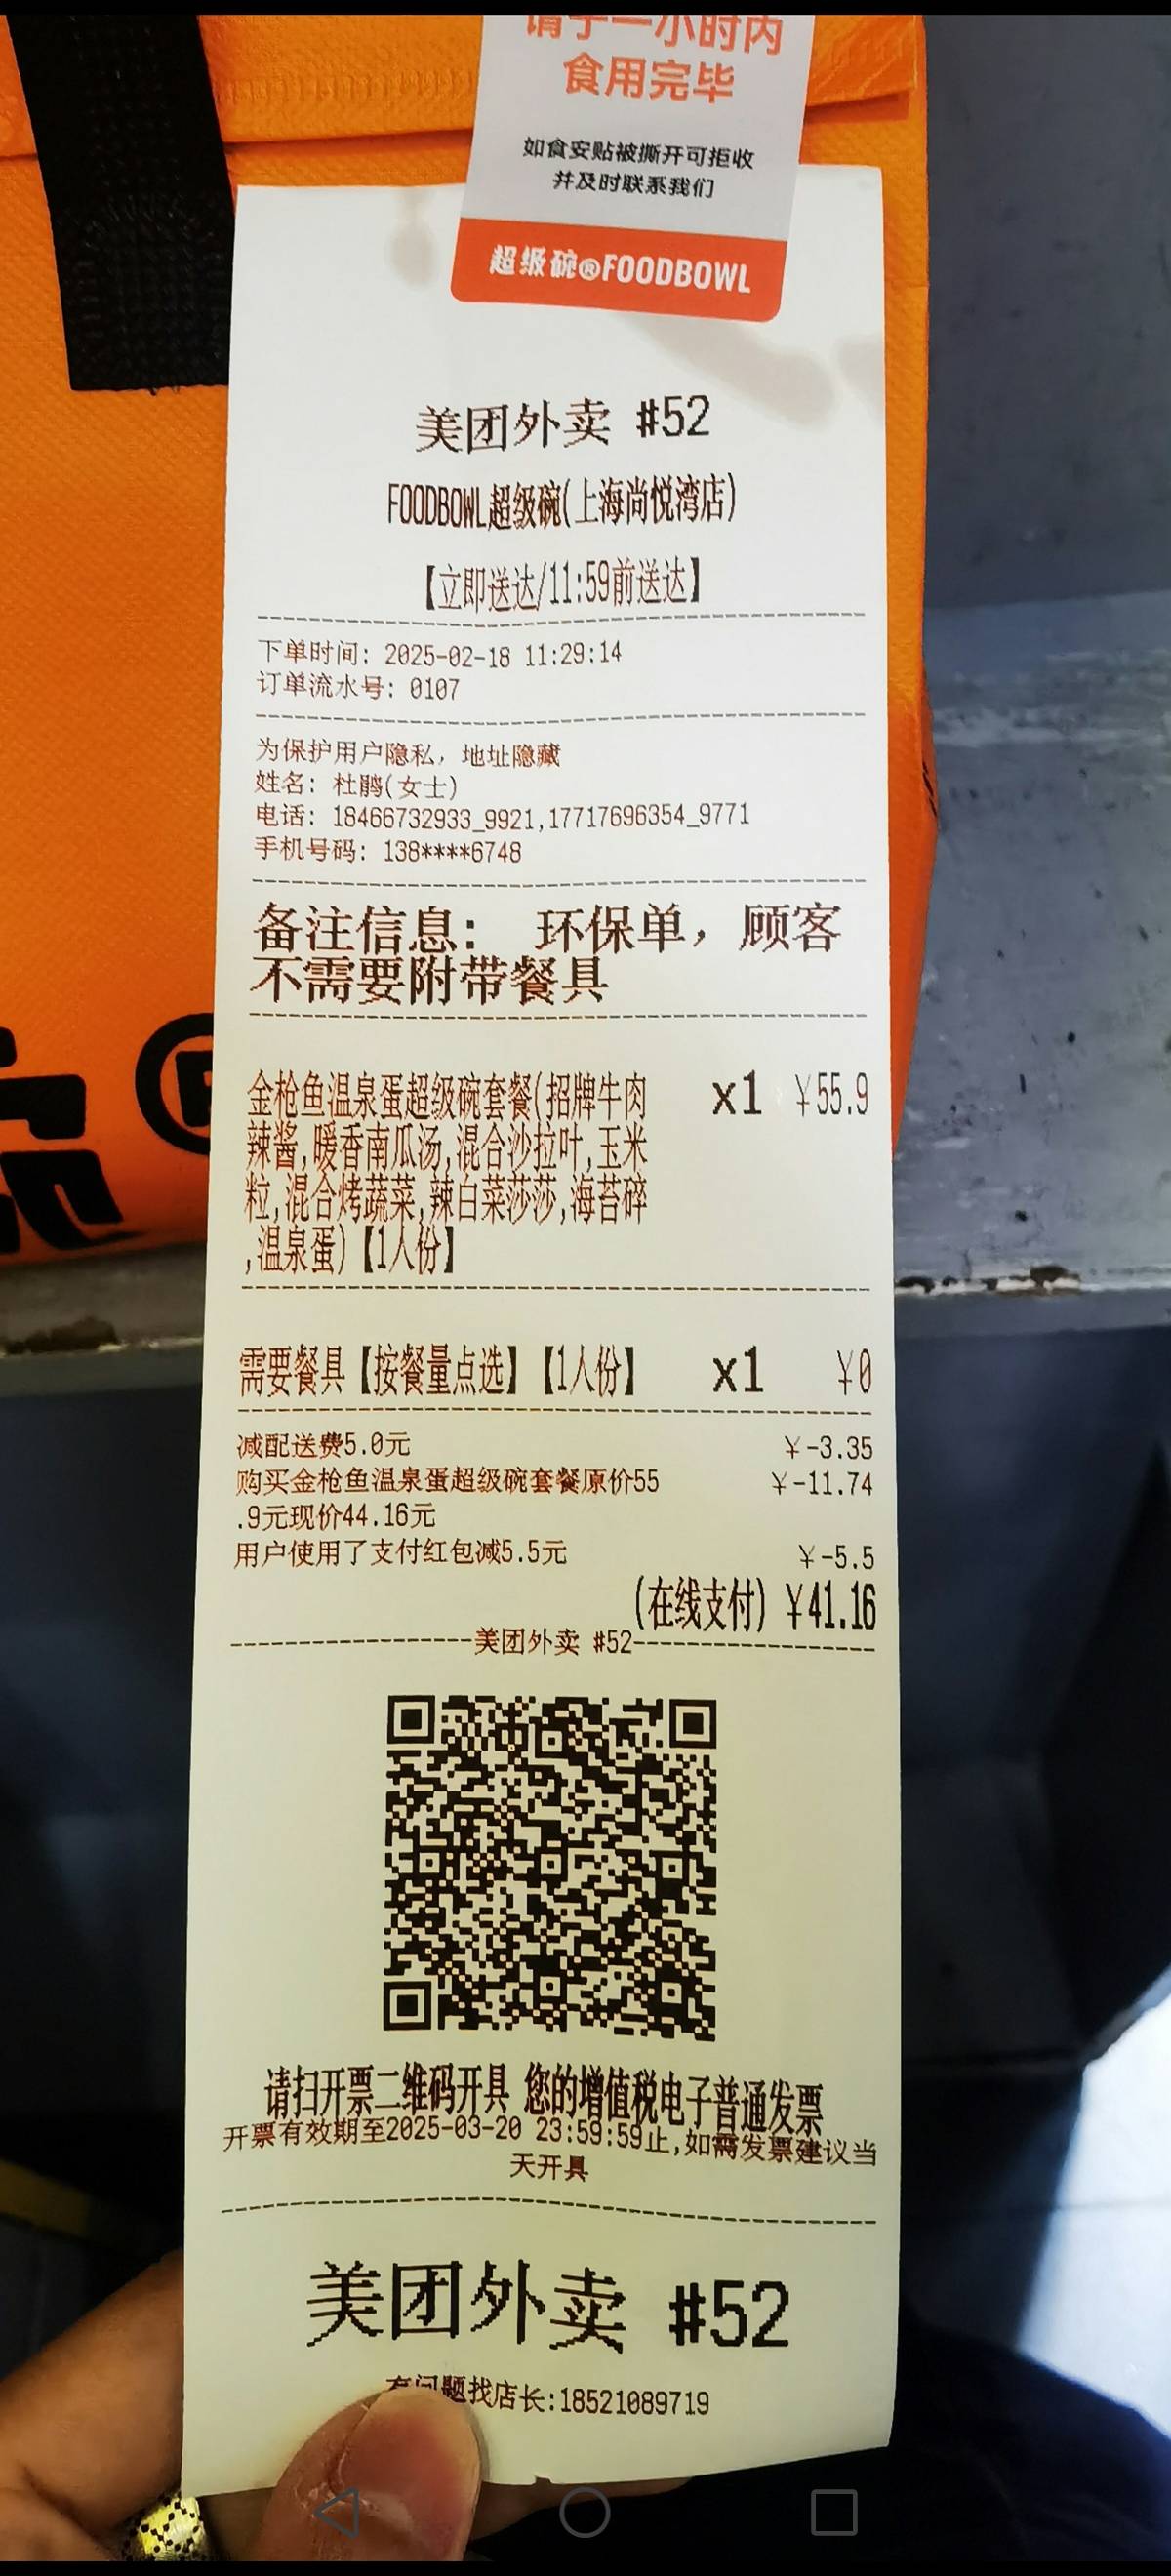 请于一小时内
食用完毕
如食安贴被撕开可拒收
并及时联系我们
超级碗®FOODBOWL
美团外卖 #52
FOODBOWL超级碗(上海尚悦湾店)
【立即送达/11:59前送达】
下单时间: 2025-02-18 11:29:14
订单流水号: 0107
为保护用户隐私, 地址隐藏
姓名: 杜鹃(女士)
电话: 18466732933_9921,17717696354_9771
手机号码: 138****6748
备注信息: 环保单, 顾客
不需要附带餐具
金枪鱼温泉蛋超级碗套餐(招牌牛肉 x1 ¥55.9
辣酱,暖香南瓜汤,混合沙拉叶,玉米
粒,混合烤蔬菜,辣白菜莎莎,海苔碎
,温泉蛋)【1人份】
需要餐具【按餐量点选】【1人份】 x1 ¥0
减配送费5.0元 ¥-3.35
购买金枪鱼温泉蛋超级碗套餐原价55 ¥-11.74
.9元现价44.16元
用户使用了支付红包减5.5元 ¥-5.5
(在线支付) ¥41.16
美团外卖 #52
请扫开票二维码开具 您的增值税电子普通发票
开票有效期至2025-03-20 23:59:59止,如需发票建议当
天开具
美团外卖 #52
有问题找店长:18521089719